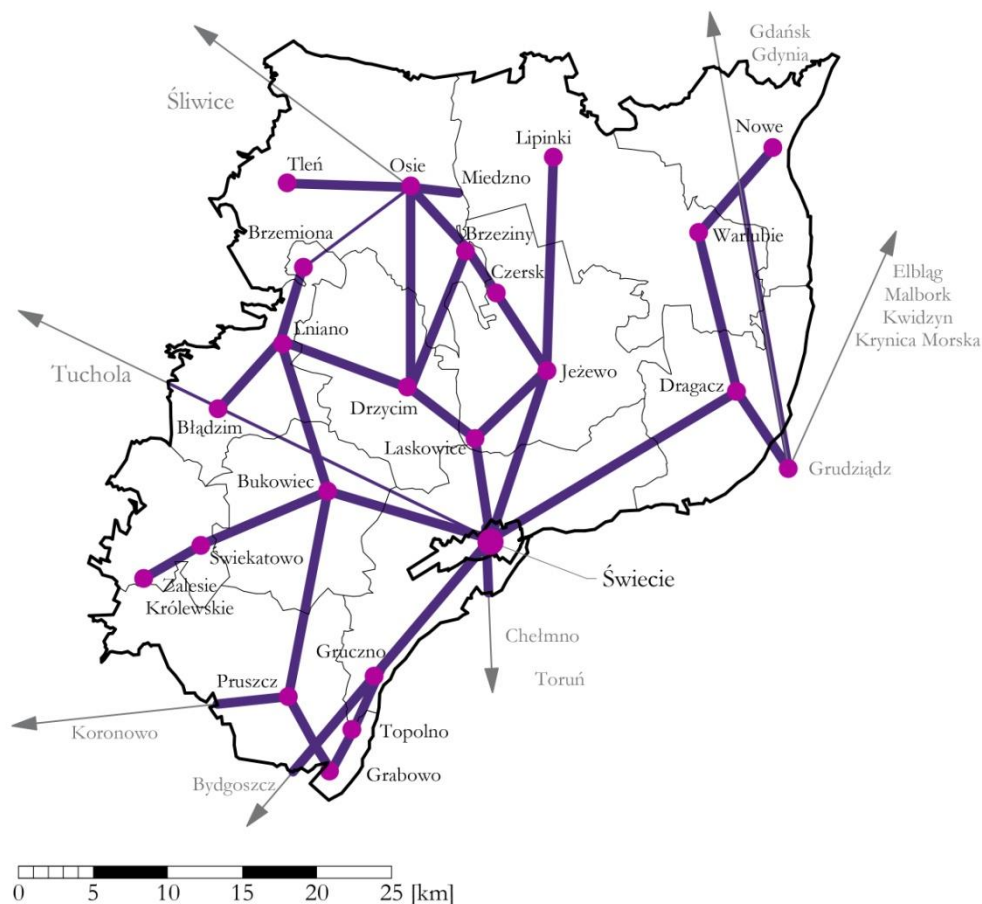 Gdańsk
Gdynia
Śliwice
Nowe
Lipinki
Tleń
Osie
Miedzno
Warlubie
Brzeziny
Brzemiona
Elbląg
Malbork
Kwidzyn
Krynica Morska
Czersk
Lniano
Tuchola
Jeżewo
Dragacz
Drzycim
Błądzim
Laskowice
Grudziądz
Bukowiec
Świekatowo
Świecie
Zalesie
Królewskie
Chełmno
Gruczno
Toruń
Pruszcz
Topolno
Koronowo
Grabowo
Bydgoszcz
0 5 10 15 20 25 [km]